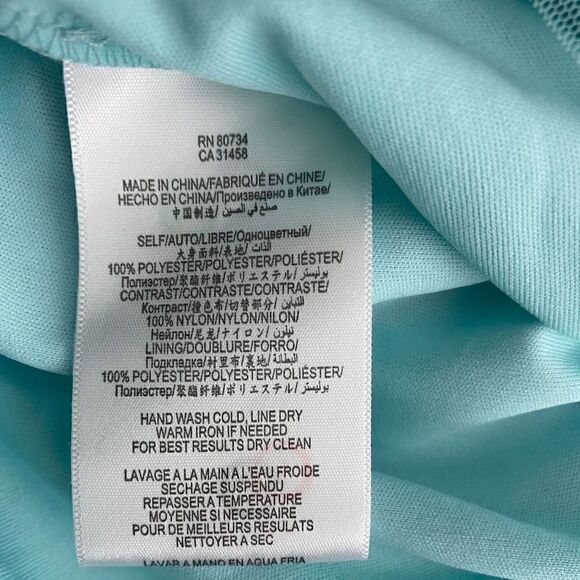 RN 80734
CA 31458
MADE IN CHINA/FABRIQUÉ EN CHINE/
HECHO EN CHINA/Произведено в Китае/
中国制造/ صنع في الصين/
SELF/AUTO/LIBRE/Одноцветный/
大身面料/表地/ الذات/
100% POLYESTER/POLYESTER/POLIÉSTER/
Полиэстер/聚酯纤维/ポリエステル/ بوليستر/
CONTRAST/CONTRASTE/CONTRASTE/
Контраст/撞色布/切替部分/ التباين/
100% NYLON/NYLON/NILON/
Нейлон/尼龙/ナイロン/ نيلون/
LINING/DOUBLURE/FORRO/
Подкладка/衬里布/裏地/ البطانة/
100% POLYESTER/POLYESTER/POLIÉSTER/
Полиэстер/聚酯纤维/ポリエステル/ بوليستر/
HAND WASH COLD, LINE DRY
WARM IRON IF NEEDED
FOR BEST RESULTS DRY CLEAN
LAVAGE A LA MAIN A L'EAU FROIDE
SECHAGE SUSPENDU
REPASSER A TEMPERATURE
MOYENNE SI NECESSAIRE
POUR DE MEILLEURS RESULATS
NETTOYER A SEC
LAVAR A MANO EN AGUA FRIA